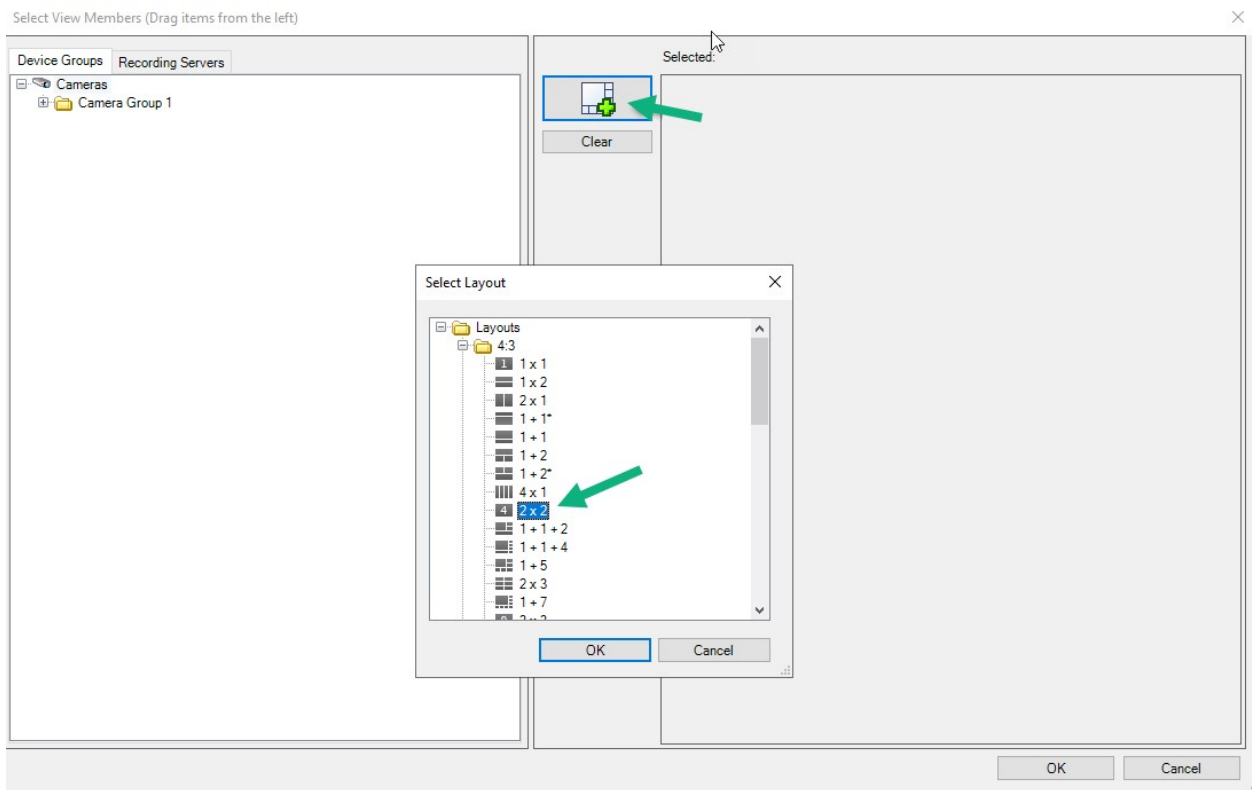 Select View Members (Drag items from the left)
Device Groups
Recording Servers
Cameras
Camera Group 1
Selected:
Clear
Select Layout
Layouts
4:3
1
1 x 1
1 x 2
2 x 1
1 + 1*
1 + 1
1 + 2
1 + 2*
4 x 1
4
2 x 2
1 + 1 + 2
1 + 1 + 4
1 + 5
2 x 3
1 + 7
OK
Cancel
OK
Cancel